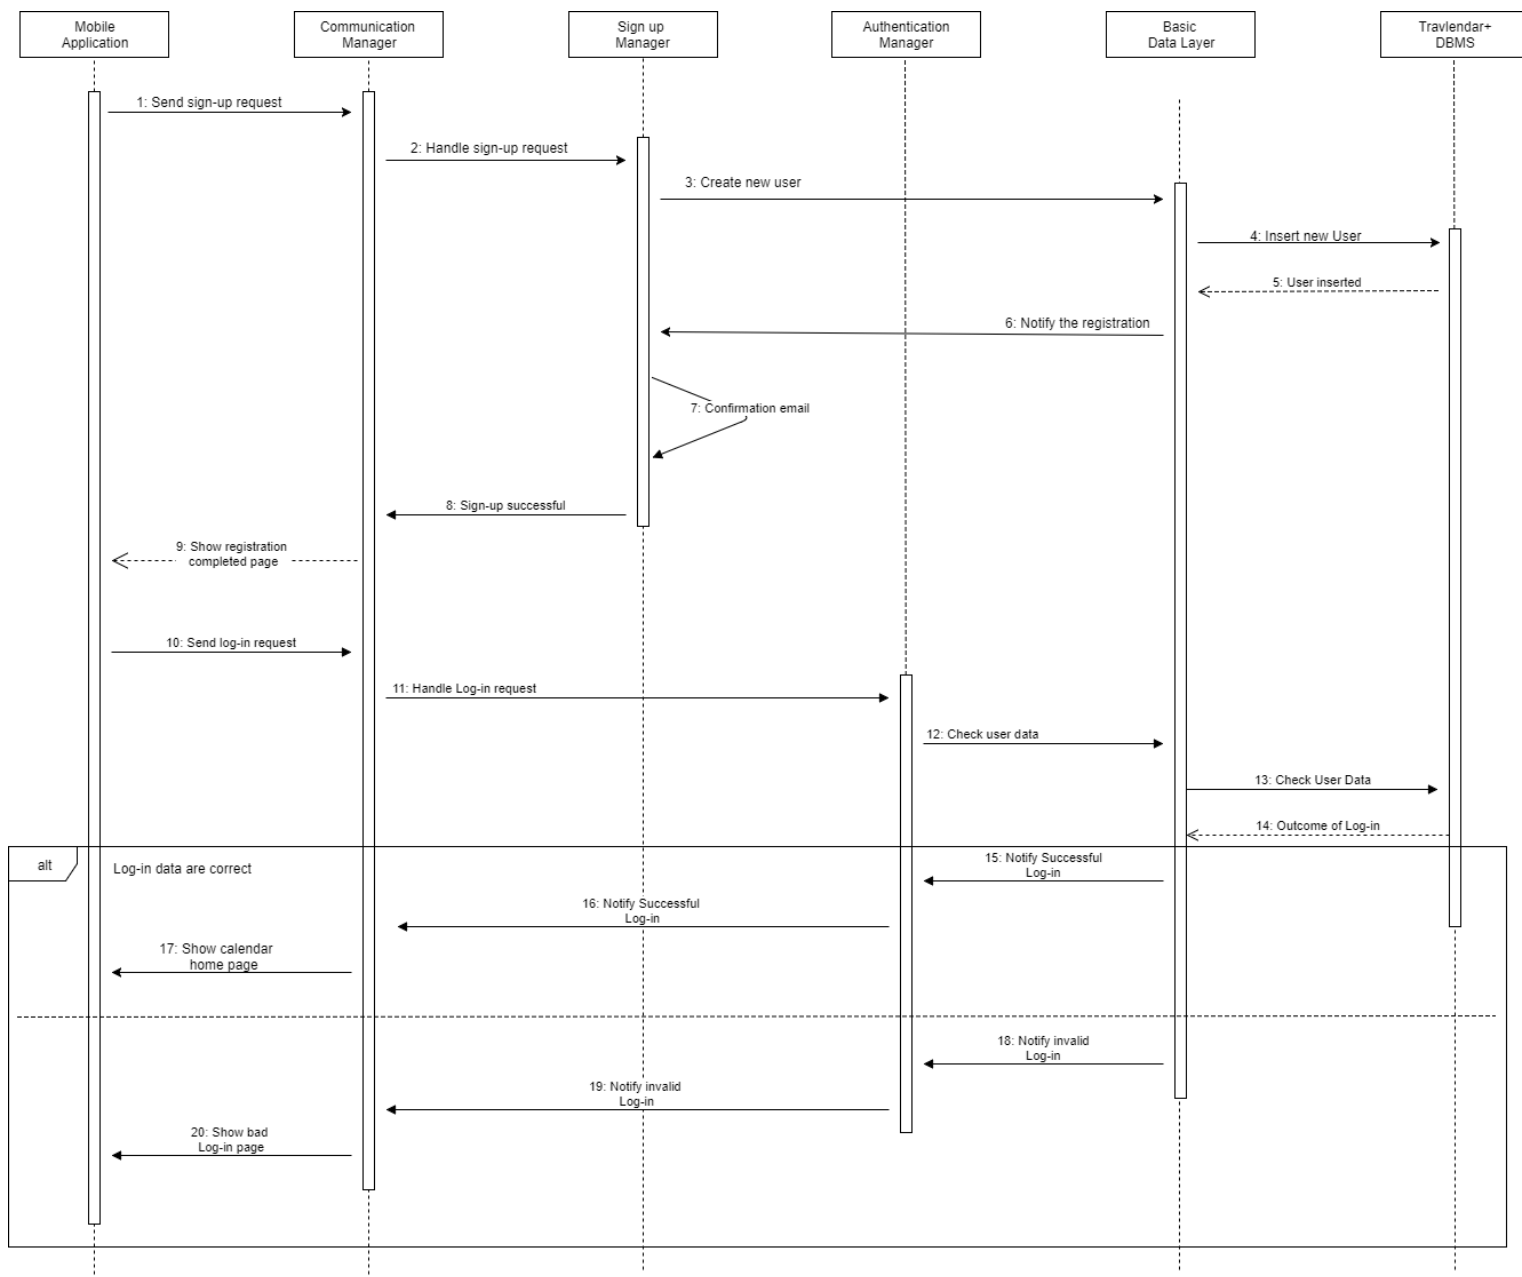 Mobile
Application
Communication
Manager
Sign up
Manager
Authentication
Manager
Basic
Data Layer
Travlendar+
DBMS
1: Send sign-up request
2: Handle sign-up request
3: Create new user
4: Insert new User
5: User inserted
6: Notify the registration
7: Confirmation email
8: Sign-up successful
9: Show registration
completed page
10: Send log-in request
11: Handle Log-in request
12: Check user data
13: Check User Data
14: Outcome of Log-in
alt
Log-in data are correct
15: Notify Successful
Log-in
16: Notify Successful
Log-in
17: Show calendar
home page
18: Notify invalid
Log-in
19: Notify invalid
Log-in
20: Show bad
Log-in page